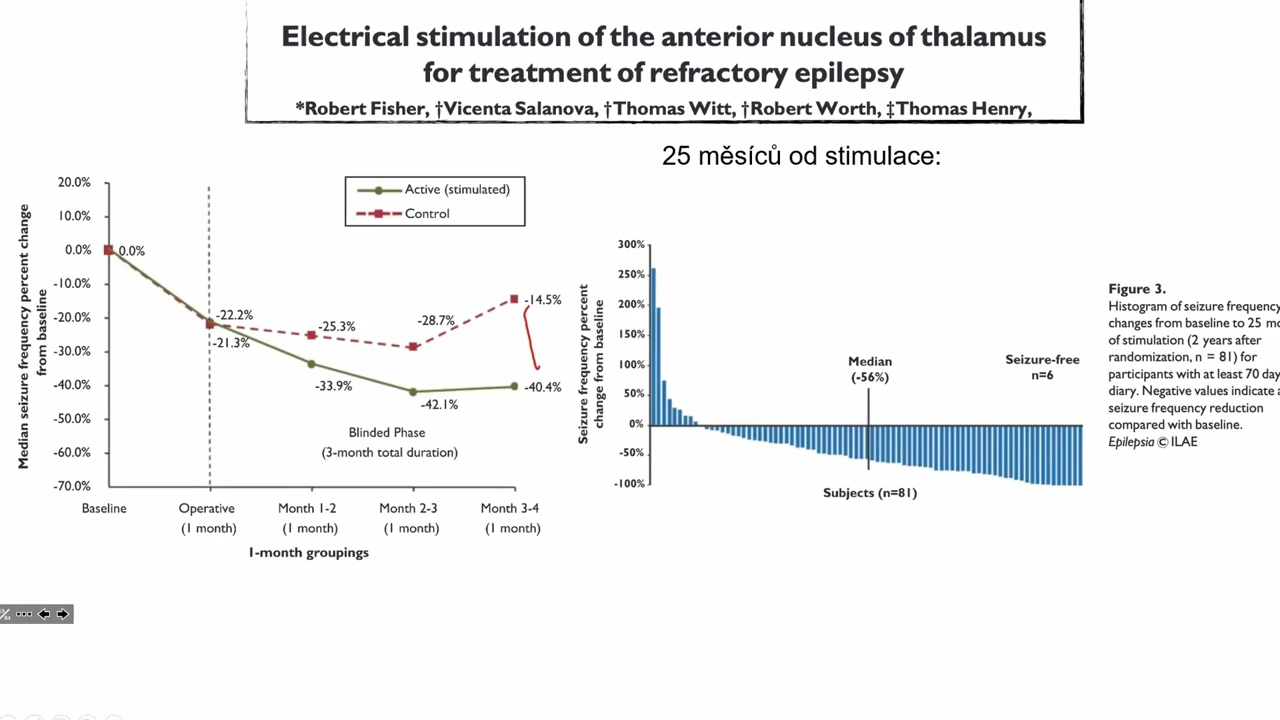 Electrical stimulation of the anterior nucleus of thalamus
for treatment of refractory epilepsy
*Robert Fisher, †Vicenta Salanova, †Thomas Witt, †Robert Worth, ‡Thomas Henry,
25 měsíců od stimulace:
Median seizure frequency percent change
from baseline
20.0%
10.0%
0.0%
-10.0%
-20.0%
-30.0%
-40.0%
-50.0%
-60.0%
-70.0%
Active (stimulated)
Control
0.0%
-22.2%
-21.3%
-25.3%
-33.9%
-28.7%
-42.1%
-14.5%
-40.4%
Blinded Phase
(3-month total duration)
Baseline
Operative
(1 month)
Month 1-2
(1 month)
Month 2-3
(1 month)
Month 3-4
(1 month)
1-month groupings
Seizure frequency percent
change from baseline
300%
250%
200%
150%
100%
50%
0%
-50%
-100%
Median
(-56%)
Seizure-free
n=6
Subjects (n=81)
Figure 3.
Histogram of seizure frequency
changes from baseline to 25 mo
of stimulation (2 years after
randomization, n = 81) for
participants with at least 70 day
diary. Negative values indicate a
seizure frequency reduction
compared with baseline.
Epilepsia © ILAE